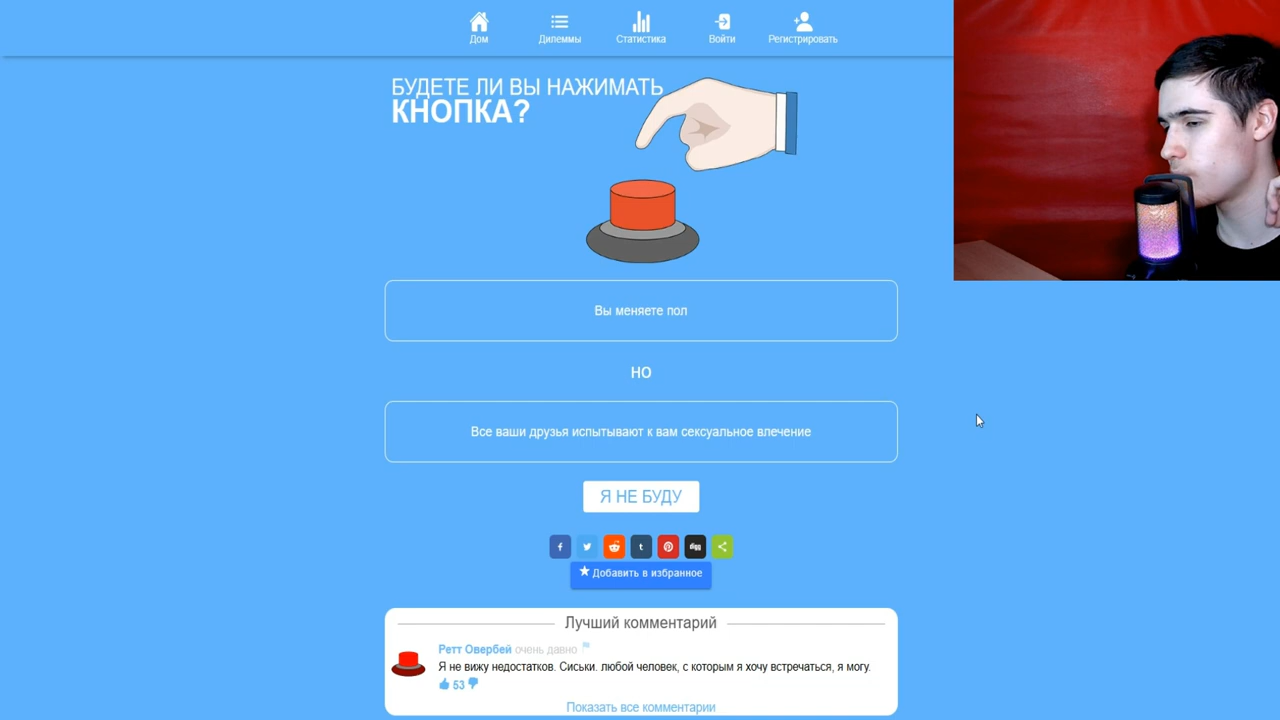 Дом
Дилеммы
Статистика
Войти
Регистрировать
БУДЕТЕ ЛИ ВЫ НАЖИМАТЬ
КНОПКА?
Вы меняете пол
НО
Все ваши друзья испытывают к вам сексуальное влечение
Я НЕ БУДУ
f
t
digg
Добавить в избранное
Лучший комментарий
Ретт Овербей очень давно
Я не вижу недостатков. Сиськи. любой человек, с которым я хочу встречаться, я могу.
53
Показать все комментарии